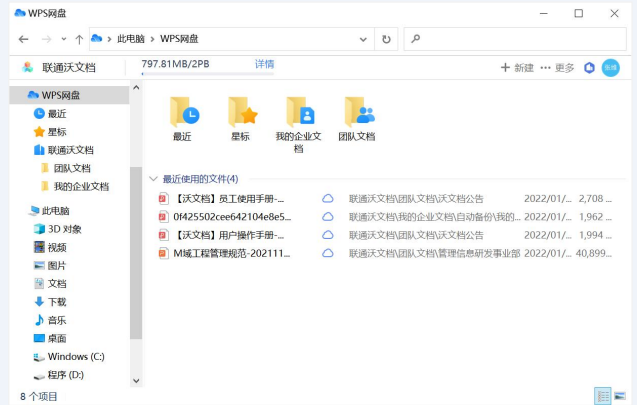 WPS网盘
此电脑 > WPS网盘
联通沃文档 797.81MB/2PB 详情 + 新建 ··· 更多 张维
WPS网盘
最近
星标
联通沃文档
团队文档
我的企业文档
此电脑
3D 对象
视频
图片
文档
下载
音乐
桌面
Windows (C:)
程序 (D:)
最近
星标
我的企业文
档
团队文档
最近使用的文件(4)
【沃文档】员工使用手册-... 联通沃文档\团队文档\沃文档公告 2022/01/... 2,708 ...
0f425502cee642104e8e5... 联通沃文档\我的企业文档\自动备份\我的... 2022/01/... 1,962 ...
【沃文档】用户操作手册-... 联通沃文档\团队文档\沃文档公告 2022/01/... 1,994 ...
M域工程管理规范-202111... 联通沃文档\团队文档\管理信息研发事业部 2022/01/... 40,899...
8 个项目